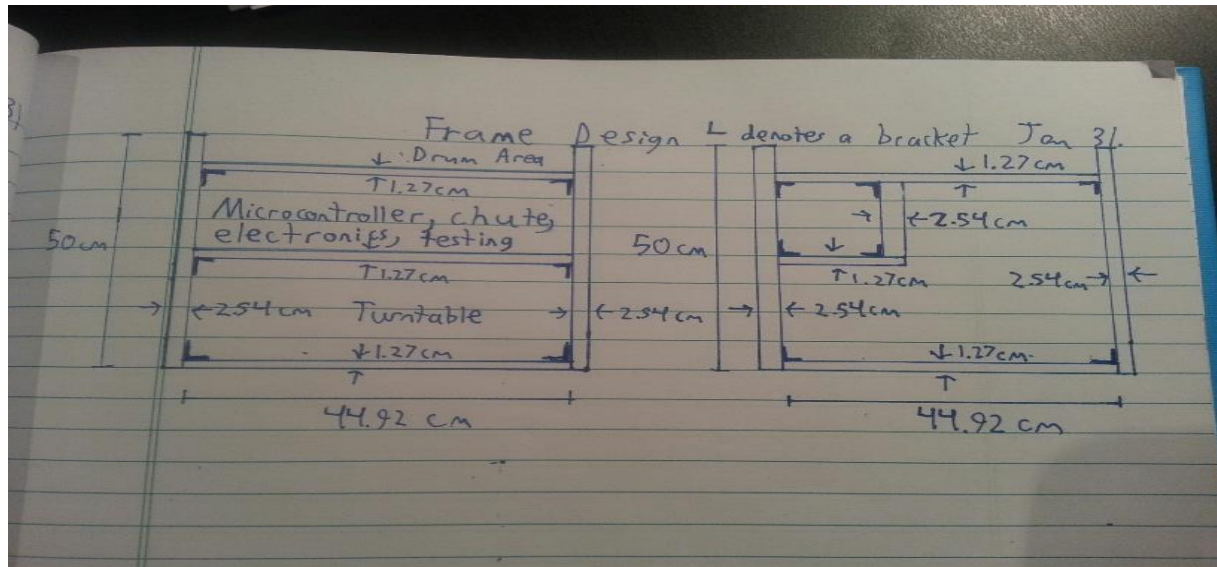 Frame Design L denotes a bracket Jan 31.
↓ Drum Area
↑1.27cm
Microcontroller, chute,
electronics, testing
50cm
↑1.27cm
→ ←2.54cm Turntable → ←2.54cm
↓1.27cm
↑
44.92 cm
↓1.27cm
↑
→ ←2.54cm
50cm
↓
↑1.27cm
2.54cm→ ←
→ ←2.54cm
↓1.27cm
↑
44.92 cm